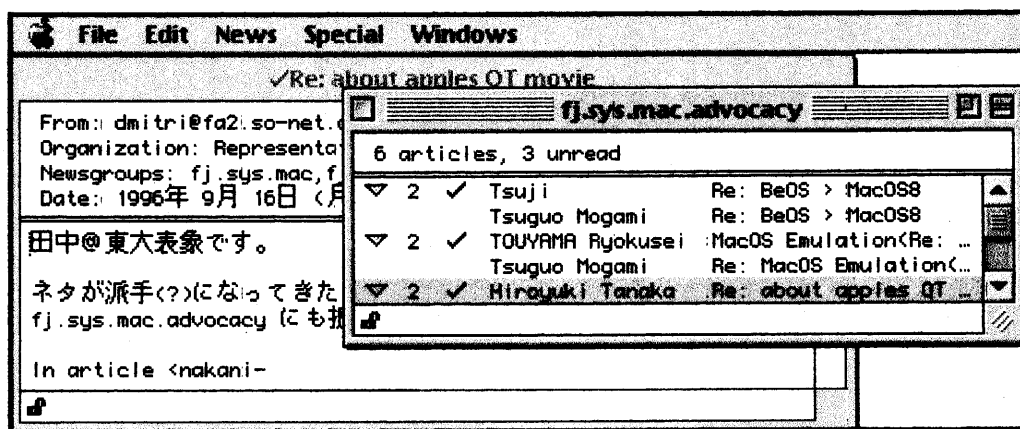 File Edit News Special Windows
✓Re: about apples QT movie
From: dmitri@fa2.so-net.
Organization: Representa
Newsgroups: fj.sys.mac,f
Date: 1996年 9月 16日 (月
田中@東大表象です。
ネタが派手(?)になってきた
fj.sys.mac.advocacy にも
In article <nakani-
fj.sys.mac.advocacy
6 articles, 3 unread
▽ 2 ✓ Tsuji Re: BeOS > MacOS8
Tsuguo Mogami Re: BeOS > MacOS8
▽ 2 ✓ TOUYAMA Ryokusei MacOS Emulation(Re: …
Tsuguo Mogami Re: MacOS Emulation(…
▽ 2 ✓ Hiroyuki Tanaka Re: about apples QT …